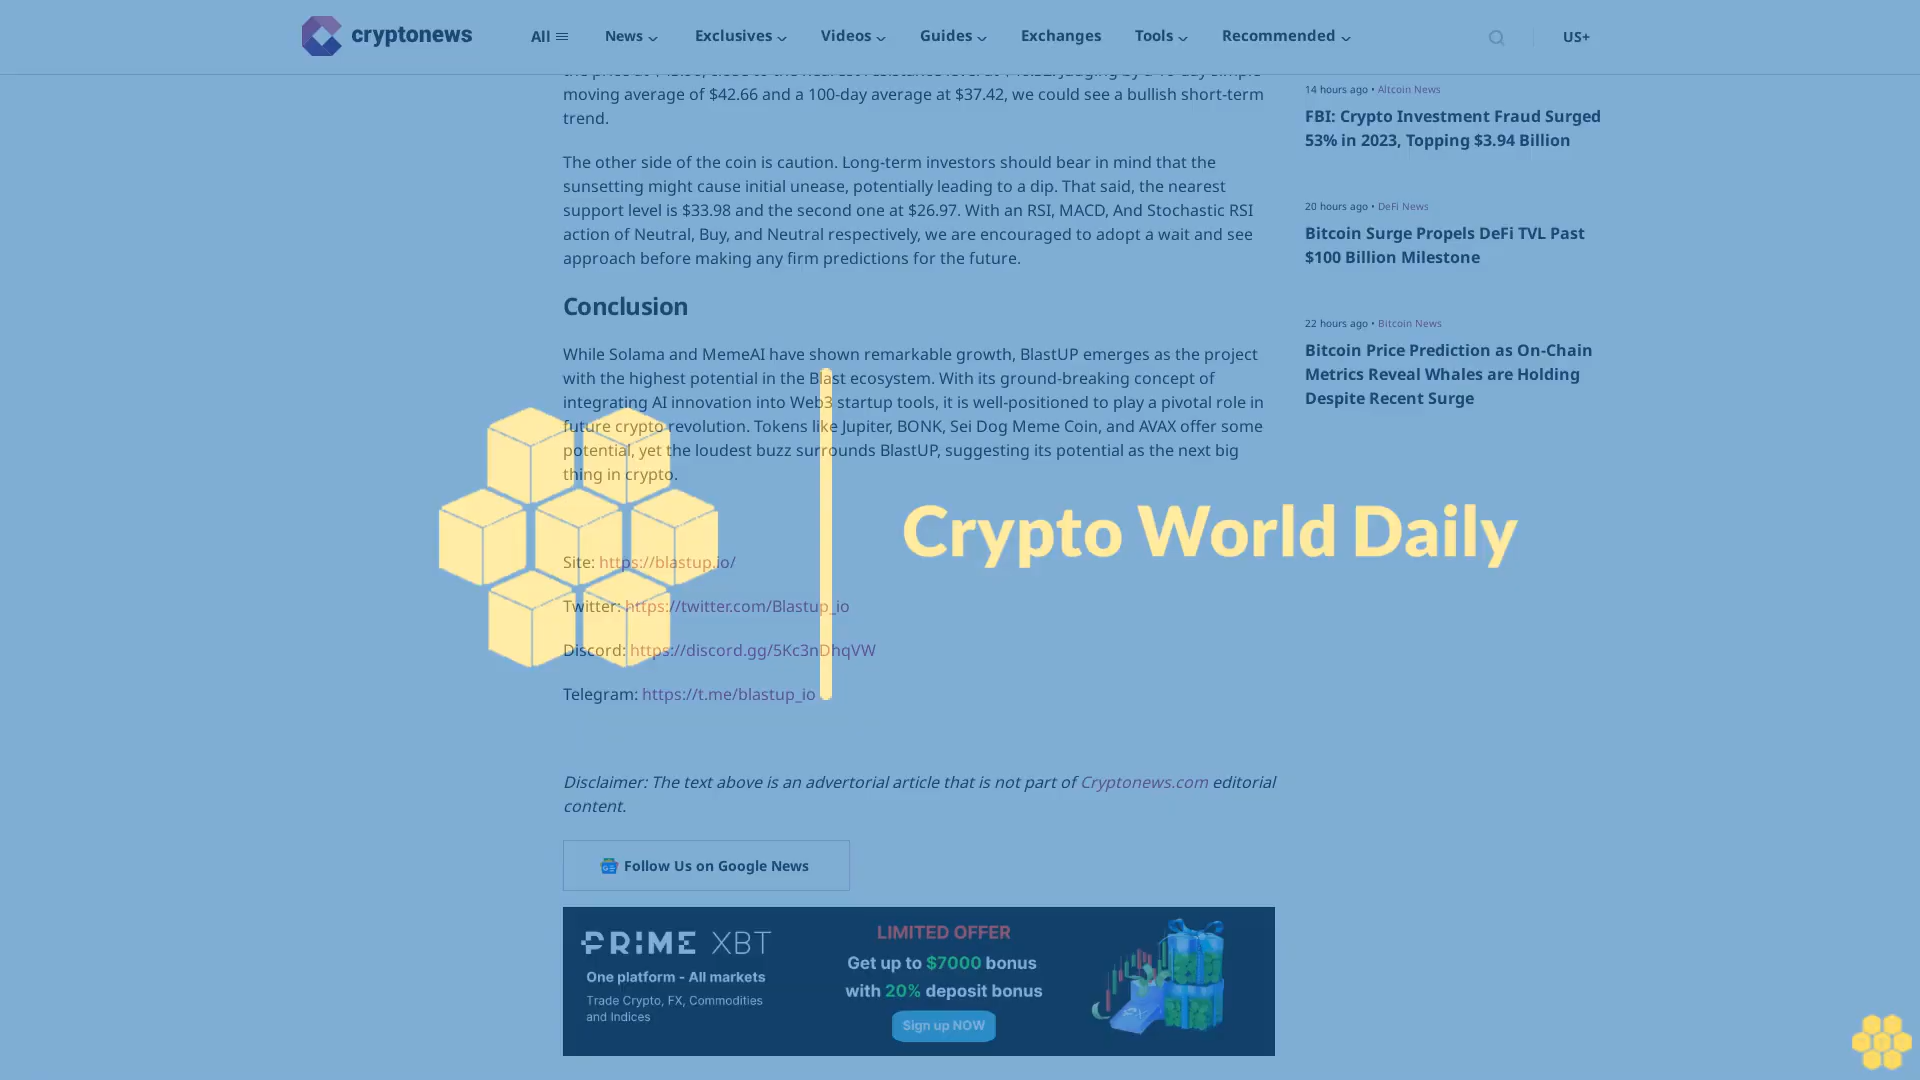 cryptonews
All
News
Exclusives
Videos
Guides
Exchanges
Tools
Recommended
US+
moving average of $42.66 and a 100-day average at $37.42, we could see a bullish short-term
trend.
The other side of the coin is caution. Long-term investors should bear in mind that the
sunsetting might cause initial unease, potentially leading to a dip. That said, the nearest
support level is $33.98 and the second one at $26.97. With an RSI, MACD, And Stochastic RSI
action of Neutral, Buy, and Neutral respectively, we are encouraged to adopt a wait and see
approach before making any firm predictions for the future.
Conclusion
While Solama and MemeAI have shown remarkable growth, BlastUP emerges as the project
with the highest potential in the Blast ecosystem. With its ground-breaking concept of
integrating AI innovation into Web3 startup tools, it is well-positioned to play a pivotal role in
future crypto revolution. Tokens like Jupiter, BONK, Sei Dog Meme Coin, and AVAX offer some
potential, yet the loudest buzz surrounds BlastUP, suggesting its potential as the next big
thing in crypto.
Site: https://blastup.io/
Twitter: https://twitter.com/Blastup_io
Discord: https://discord.gg/5Kc3nDhqVW
Telegram: https://t.me/blastup_io
Disclaimer: The text above is an advertorial article that is not part of Cryptonews.com editorial
content.
Follow Us on Google News
PRIME XBT
One platform - All markets
Trade Crypto, FX, Commodities
and Indices
LIMITED OFFER
Get up to $7000 bonus
with 20% deposit bonus
Sign up NOW
14 hours ago • Altcoin News
FBI: Crypto Investment Fraud Surged
53% in 2023, Topping $3.94 Billion
20 hours ago • DeFi News
Bitcoin Surge Propels DeFi TVL Past
$100 Billion Milestone
22 hours ago • Bitcoin News
Bitcoin Price Prediction as On-Chain
Metrics Reveal Whales are Holding
Despite Recent Surge
Crypto World Daily